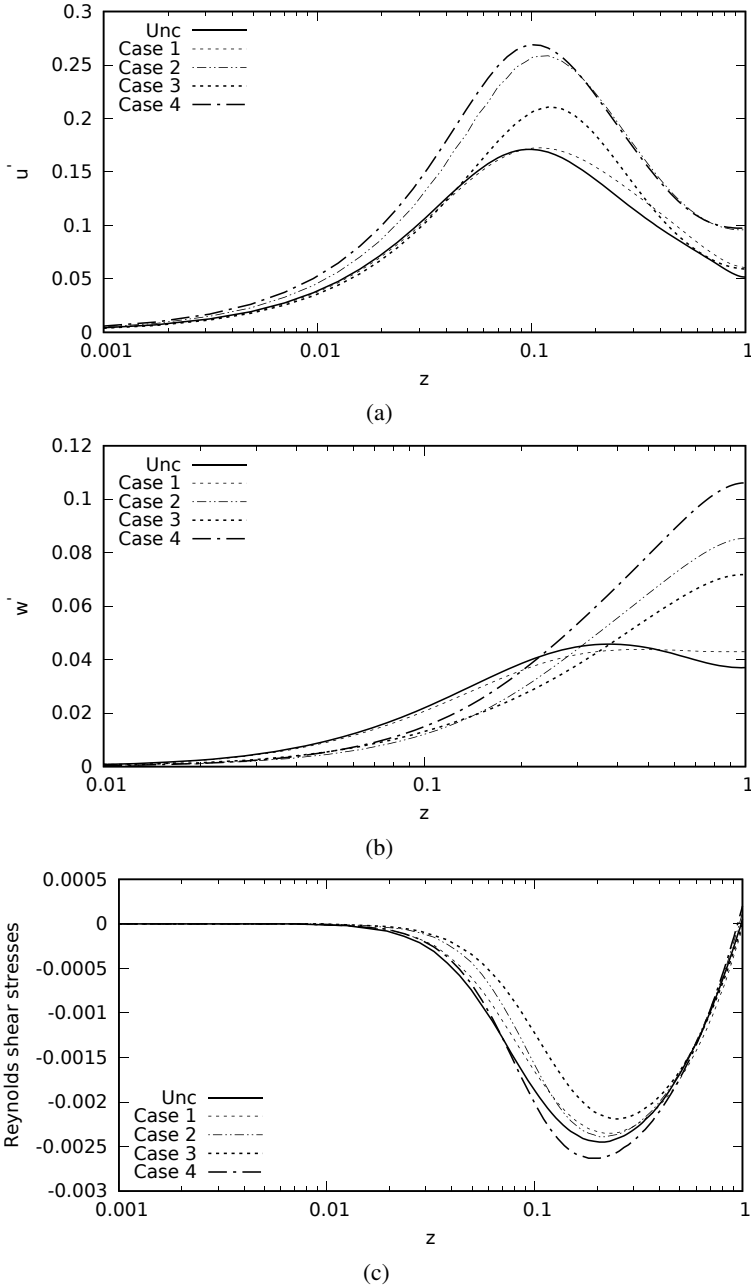 0.3
0.25
0.2
0.15
0.1
0.05
0
u'
Unc
Case 1
Case 2
Case 3
Case 4
0.001 0.01 0.1 1
z
(a)
0.12
0.1
0.08
0.06
0.04
0.02
0
w'
Unc
Case 1
Case 2
Case 3
Case 4
0.01 0.1 1
z
(b)
0.0005
0
-0.0005
-0.001
-0.0015
-0.002
-0.0025
-0.003
Reynolds shear stresses
Unc
Case 1
Case 2
Case 3
Case 4
0.001 0.01 0.1 1
z
(c)